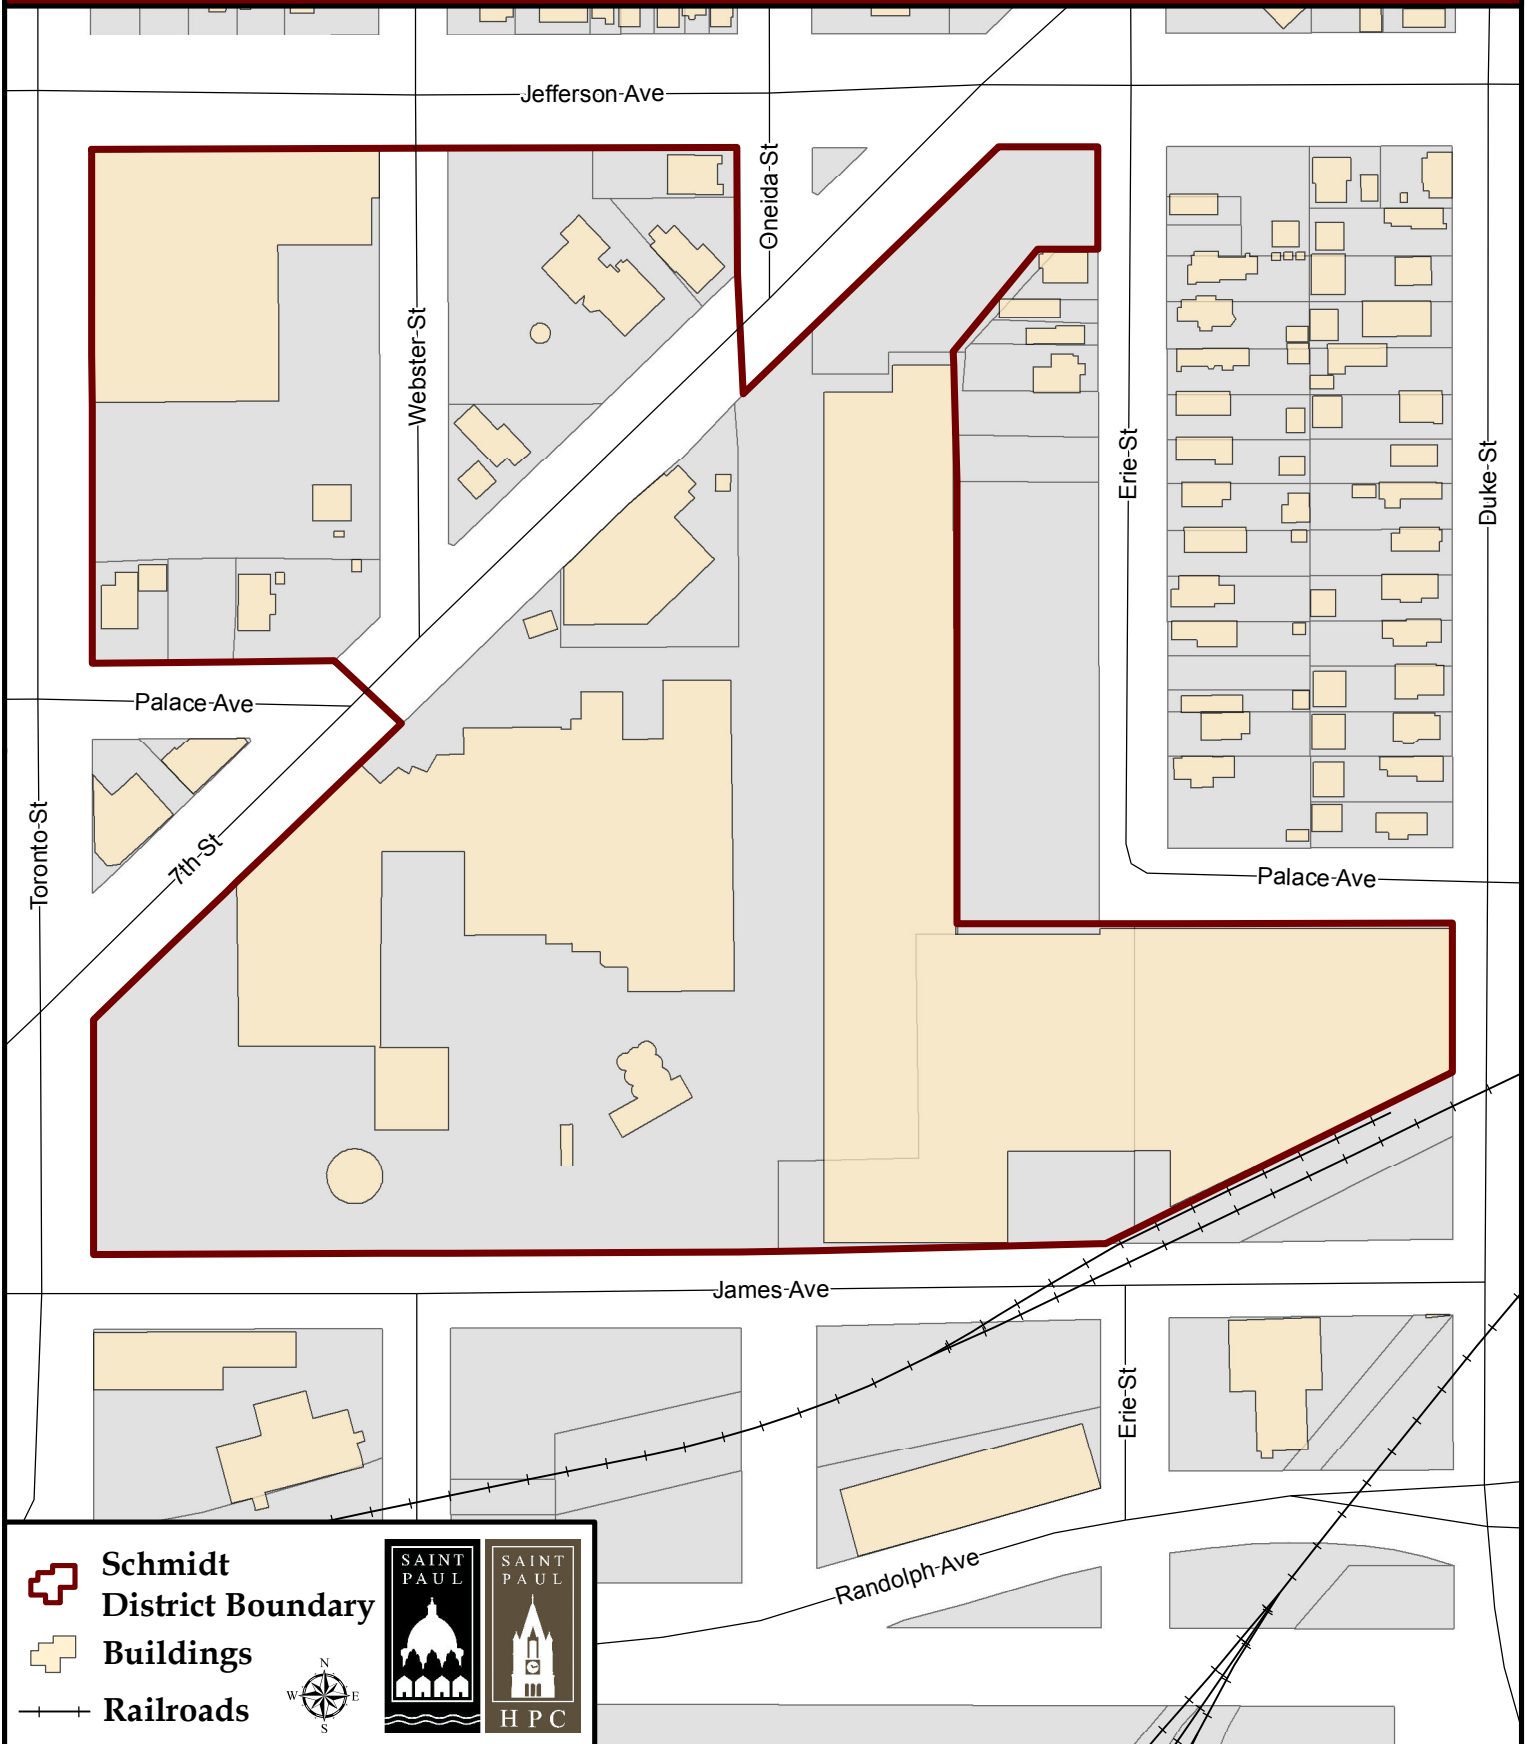 Jefferson Ave
Oneida St
Webster St
Erie St
Duke St
Palace Ave
Toronto St
7th St
Palace Ave
James Ave
Erie St
Randolph Ave
Schmidt
District Boundary
Buildings
Railroads
N
W
E
S
SAINT
PAUL
SAINT
PAUL
HPC